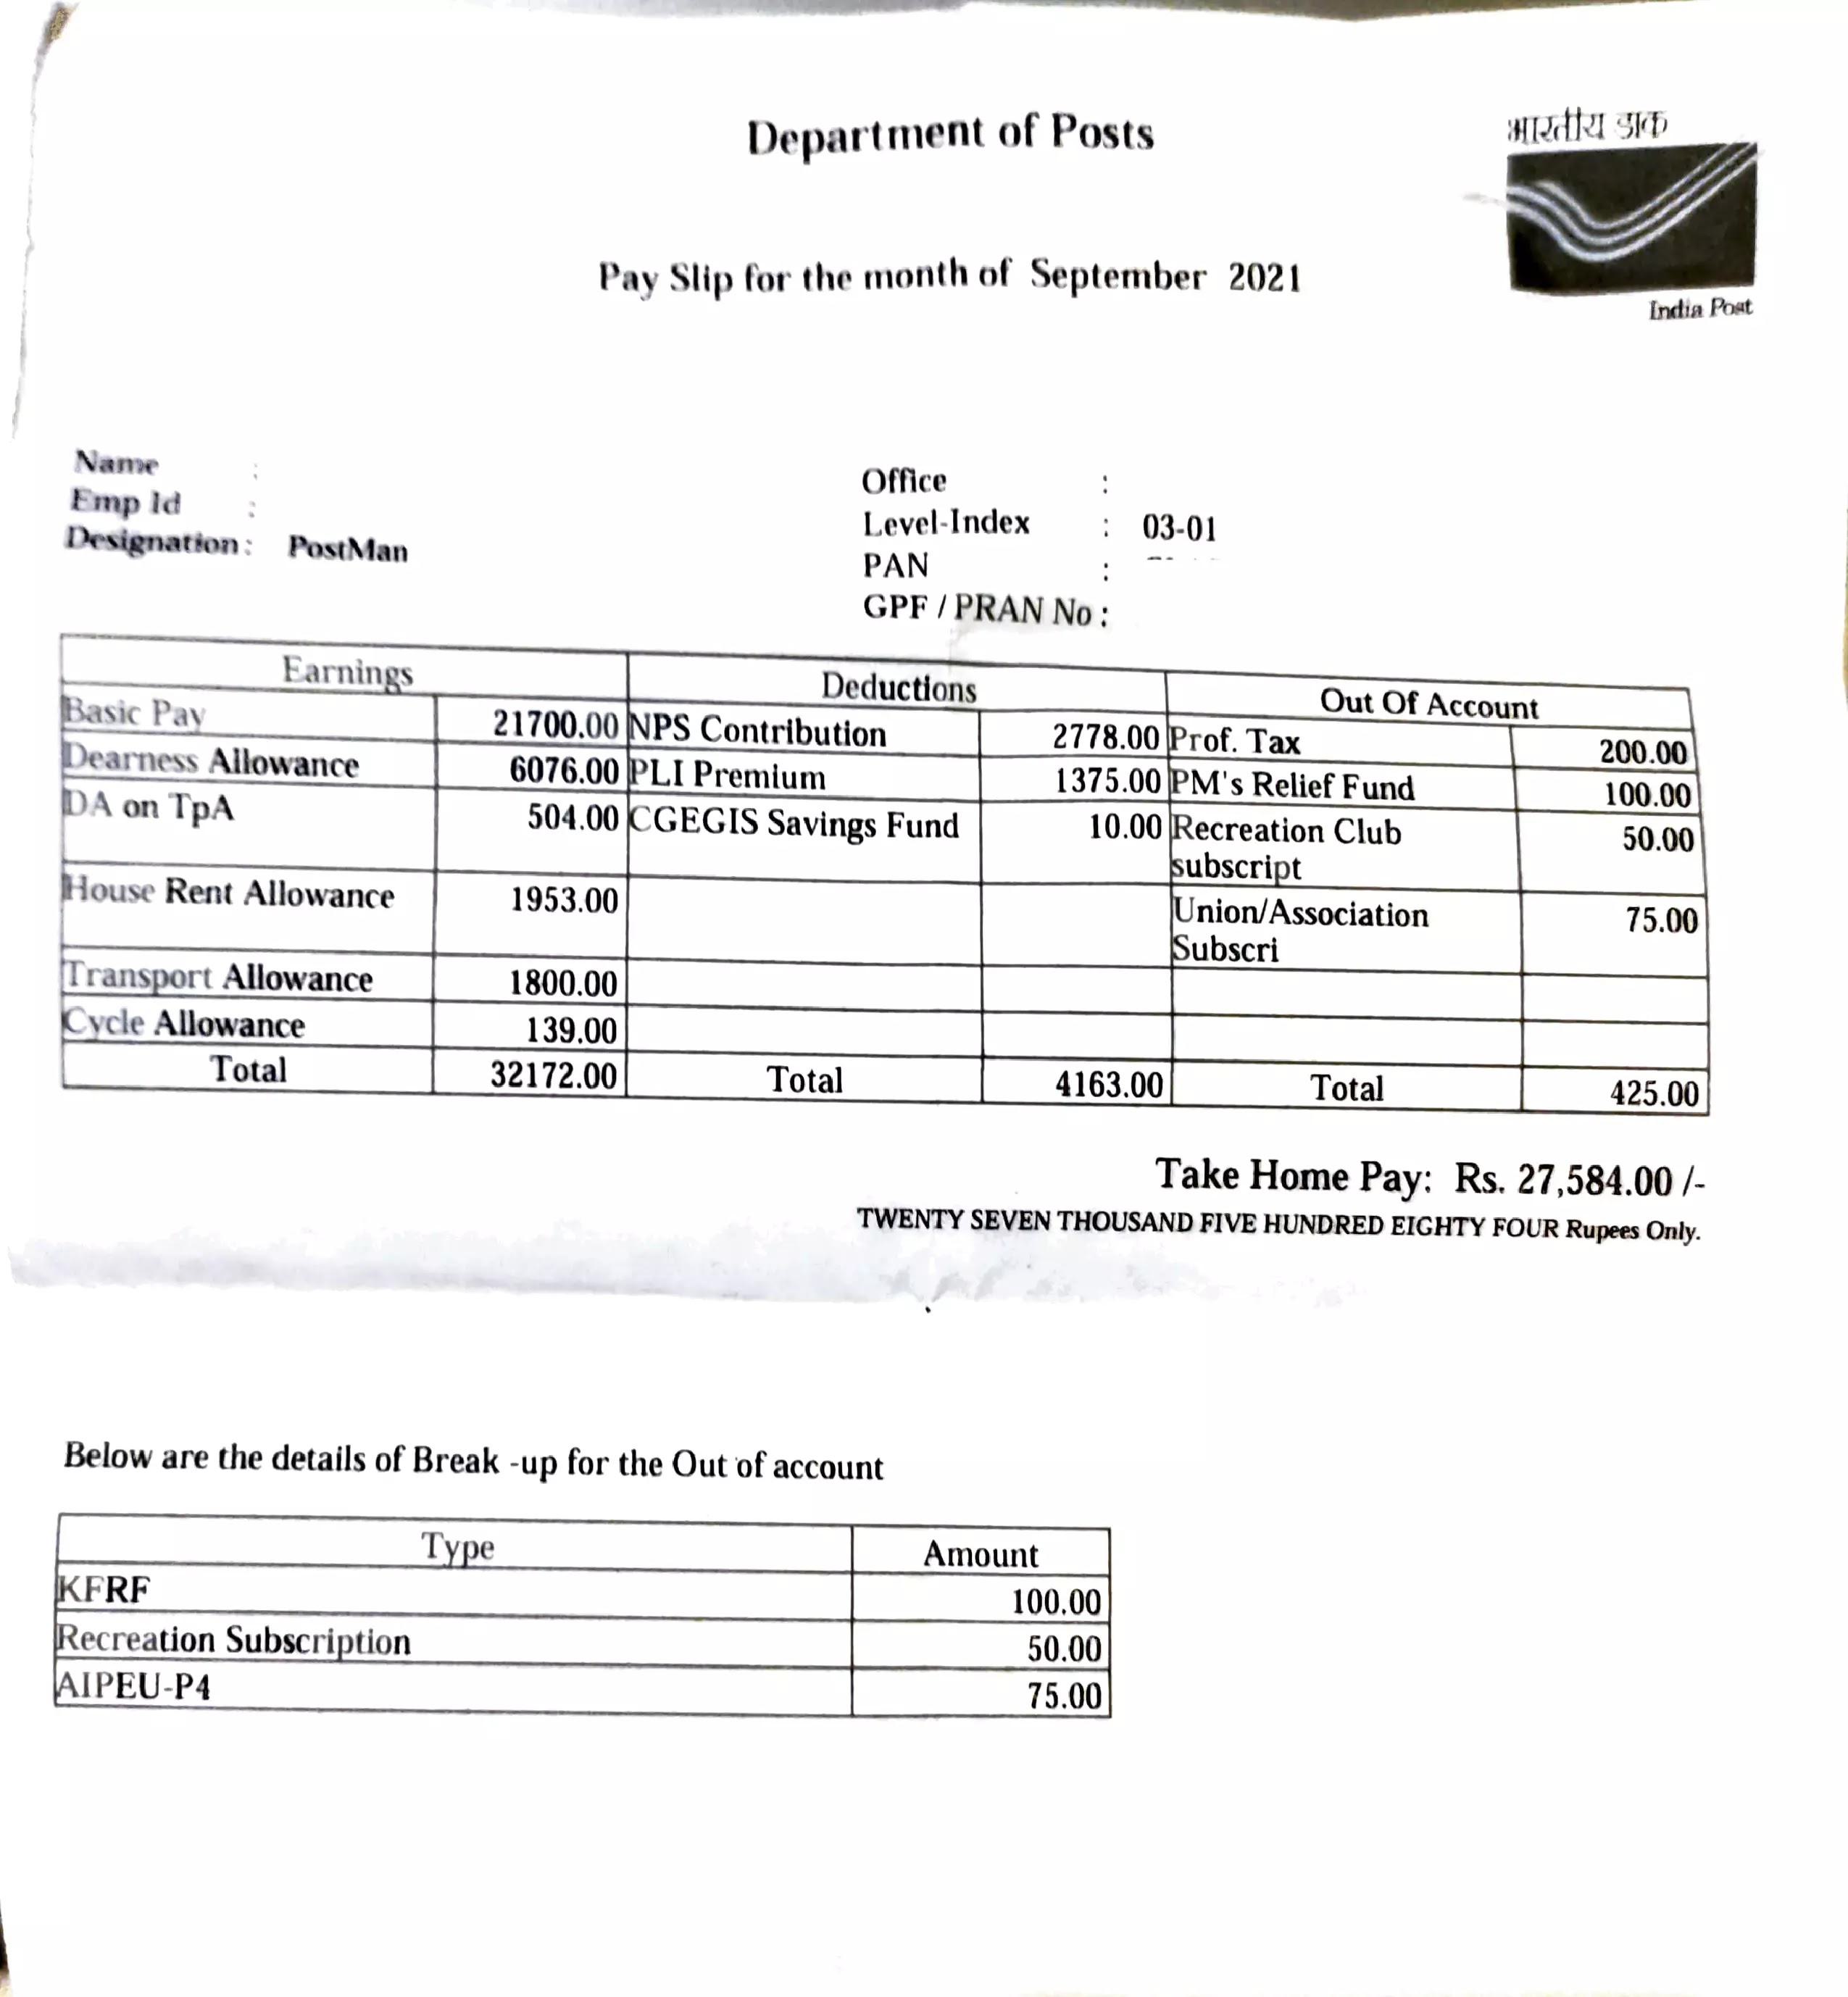 Department of Posts
भारतीय डाक
India Post
Pay Slip for the month of September 2021
Name :
Emp Id :
Designation : PostMan
Office :
Level-Index : 03-01
PAN :
GPF / PRAN No :
Earnings Deductions Out Of Account
Basic Pay 21700.00 NPS Contribution 2778.00 Prof. Tax 200.00
Dearness Allowance 6076.00 PLI Premium 1375.00 PM's Relief Fund 100.00
DA on TpA 504.00 CGEGIS Savings Fund 10.00 Recreation Club 50.00
subscript
House Rent Allowance 1953.00 Union/Association 75.00
Subscri
Transport Allowance 1800.00
Cycle Allowance 139.00
Total 32172.00 Total 4163.00 Total 425.00
Take Home Pay: Rs. 27,584.00 /-
TWENTY SEVEN THOUSAND FIVE HUNDRED EIGHTY FOUR Rupees Only.
Below are the details of Break -up for the Out of account
Type Amount
KFRF 100.00
Recreation Subscription 50.00
AIPEU-P4 75.00